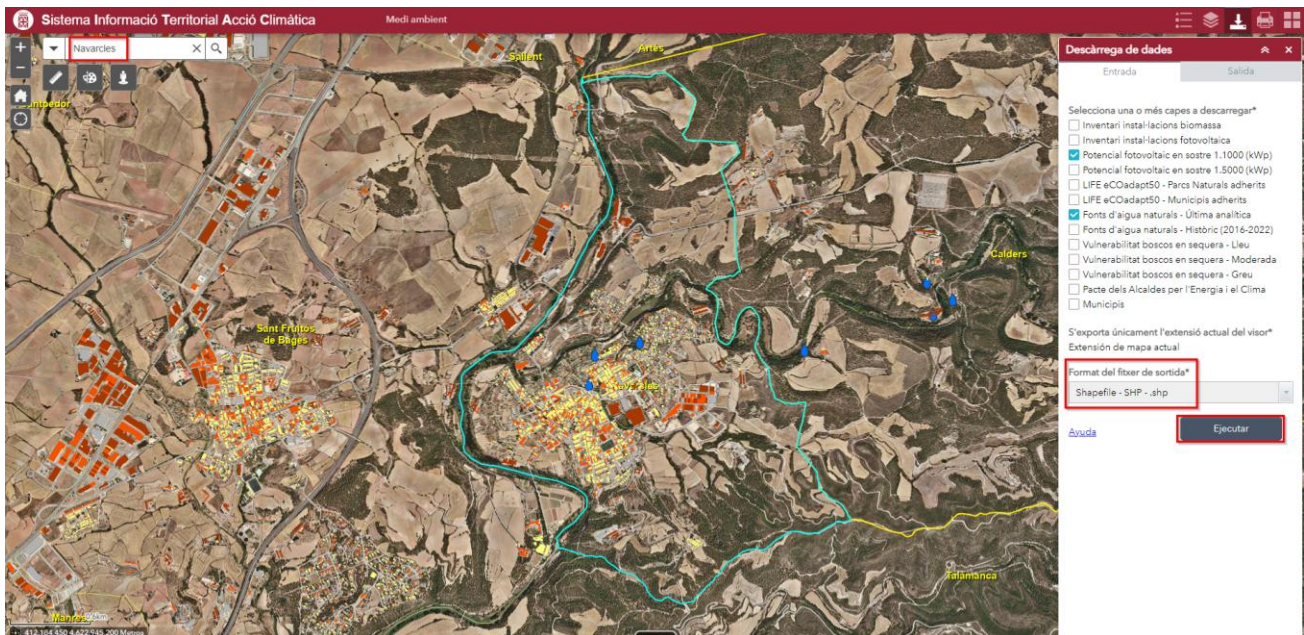 Sistema Informació Territorial Acció Climàtica
Medi ambient
Navarcles
Sallent
Artés
Calders
Sant Fruitós
de Bages
Navarcles
Talamanca
Descàrrega de dades
Entrada
Salida
Selecciona una o més capes a descarregar*
Inventari instal·lacions biomassa
Inventari instal·lacions fotovoltaica
Potencial fotovoltaic en sostre 1.1000 (kWp)
Potencial fotovoltaic en sostre 1.5000 (kWp)
LIFE eCOadapt50 - Parcs Naturals adherits
LIFE eCOadapt50 - Municipis adherits
Fonts d'aigua naturals - Última analítica
Fonts d'aigua naturals - Històric (2016-2022)
Vulnerabilitat boscos en sequera - Lleu
Vulnerabilitat boscos en sequera - Moderada
Vulnerabilitat boscos en sequera - Greu
Pacte dels Alcaldes per l'Energia i el Clima
Municipis
S'exporta únicament l'extensió actual del visor*
Extensión de mapa actual
Format del fitxer de sortida*
Shapefile - SHP - .shp
Ayuda
Ejecutar